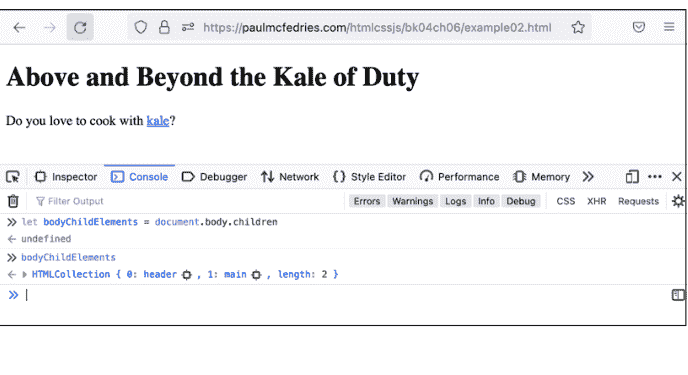 https://paulmcfedries.com/htmlcssjs/bk04ch06/example02.html
Above and Beyond the Kale of Duty
Do you love to cook with kale?
Inspector Console Debugger Network {} Style Editor Performance Memory
Filter Output Errors Warnings Logs Info Debug CSS XHR Requests
let bodyChildElements = document.body.children
undefined
bodyChildElements
HTMLCollection { 0: header , 1: main , length: 2 }